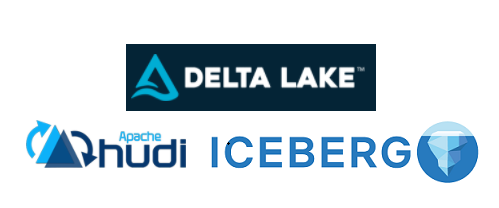 DELTA LAKE™
Apache
hudi
ICEBERG